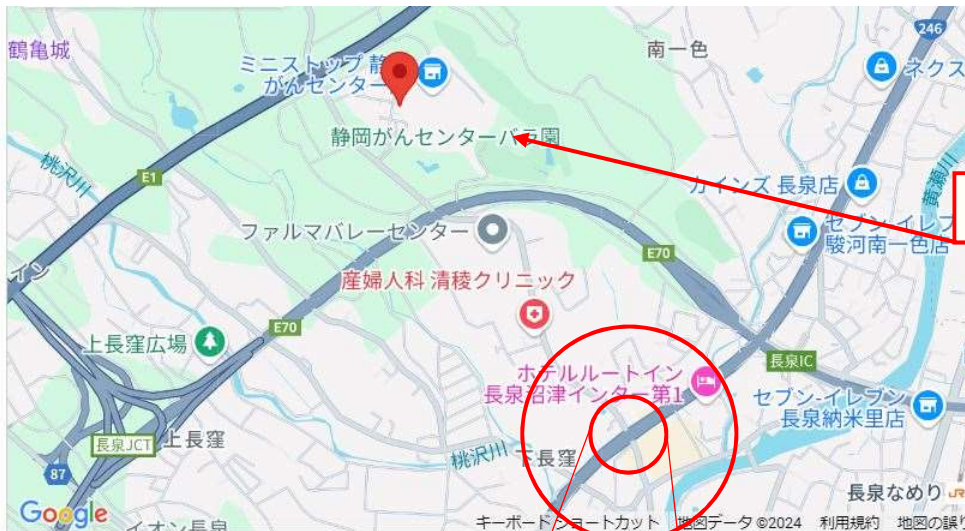 鶴亀城
南一色
246
ミニストップ 静
がんセンター
ネクス
静岡がんセンターバラ園
桃沢川
E1
カインズ 長泉店
黄瀬川
セブン-イレブ
駿河南一色店
ファルマバレーセンター
E70
イン
産婦人科 清稜クリニック
E70
上長窪広場
長泉IC
ホテルルートイン
長泉沼津インター第1
セブン-イレブン
長泉納米里店
長泉JCT
上長窪
桃沢川
下長窪
87
長泉なめり
JR
Google
イオン長泉
キーボード ショートカット
地図データ ©2024
利用規約
地図の誤り